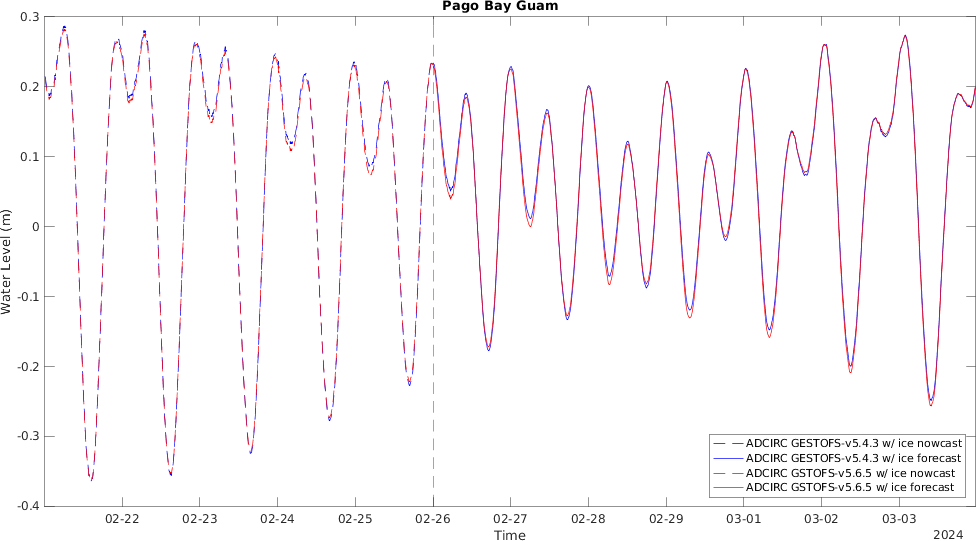 Pago Bay Guam
0.3
0.2
0.1
0
-0.1
-0.2
-0.3
-0.4
Water Level (m)
ADCIRC GESTOFS-v5.4.3 w/ ice nowcast
ADCIRC GESTOFS-v5.4.3 w/ ice forecast
ADCIRC GSTOFS-v5.6.5 w/ ice nowcast
ADCIRC GSTOFS-v5.6.5 w/ ice forecast
02-22 02-23 02-24 02-25 02-26 02-27 02-28 02-29 03-01 03-02 03-03
Time
2024